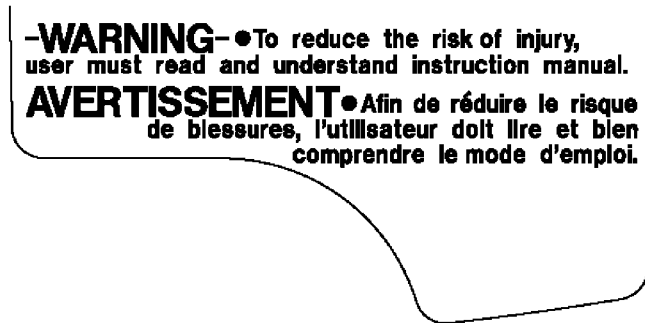 -WARNING- ●To reduce the risk of injury,
user must read and understand instruction manual.
AVERTISSEMENT●Afin de réduire le risque
de blessures, l'utilisateur doit lire et bien
comprendre le mode d'emploi.